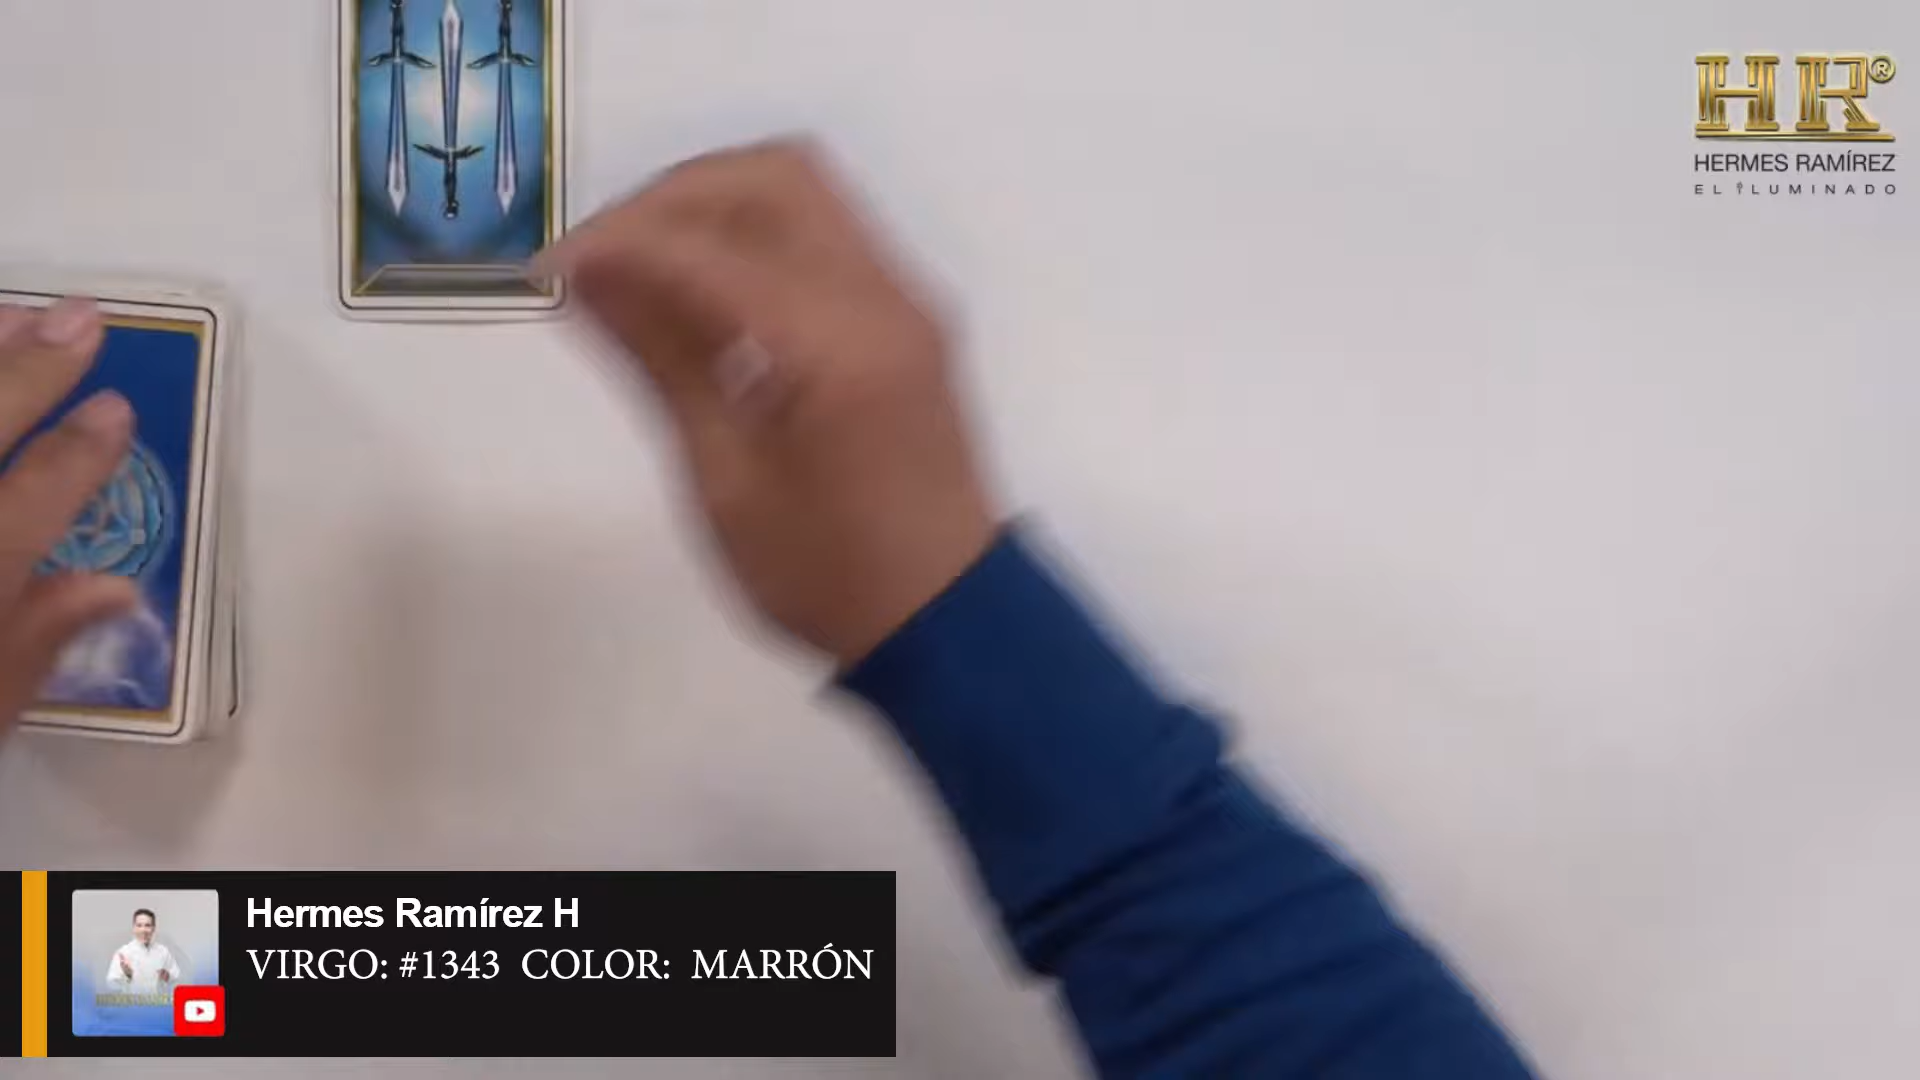 HR®
HERMES RAMÍREZ
EL ILUMINADO
Hermes Ramírez H
VIRGO: #1343 COLOR: MARRÓN